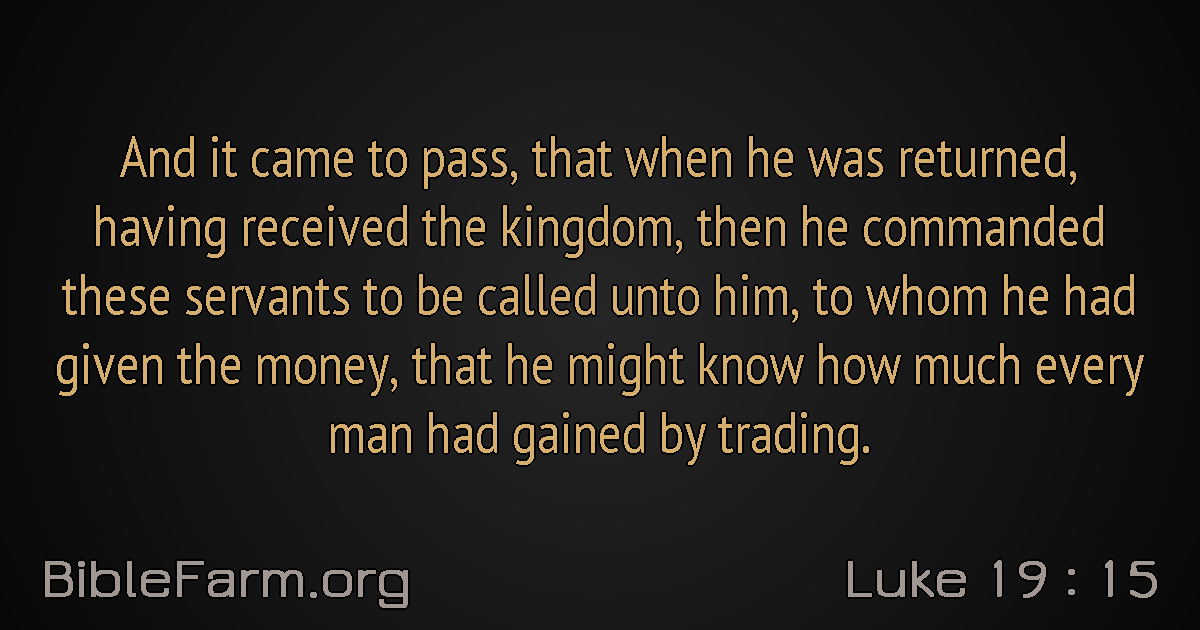 And it came to pass, that when he was returned,
having received the kingdom, then he commanded
these servants to be called unto him, to whom he had
given the money, that he might know how much every
man had gained by trading.
BibleFarm.org
Luke 19 : 15